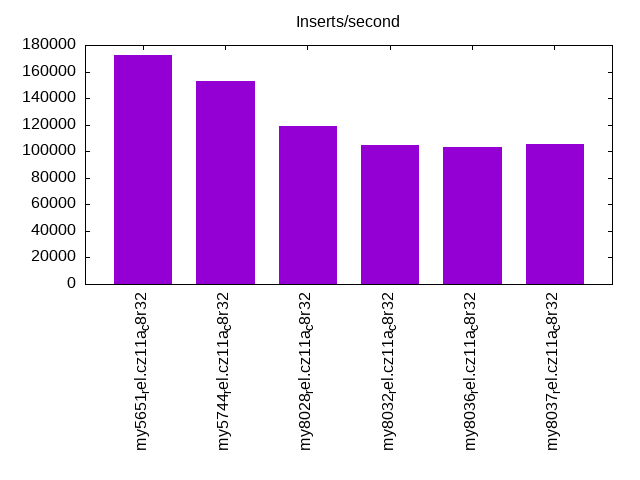 Inserts/second
180000
160000
140000
120000
100000
80000
60000
40000
20000
0
my5651rel.cz11ac8r32
my5744rel.cz11ac8r32
my8028rel.cz11ac8r32
my8032rel.cz11ac8r32
my8036rel.cz11ac8r32
my8037rel.cz11ac8r32